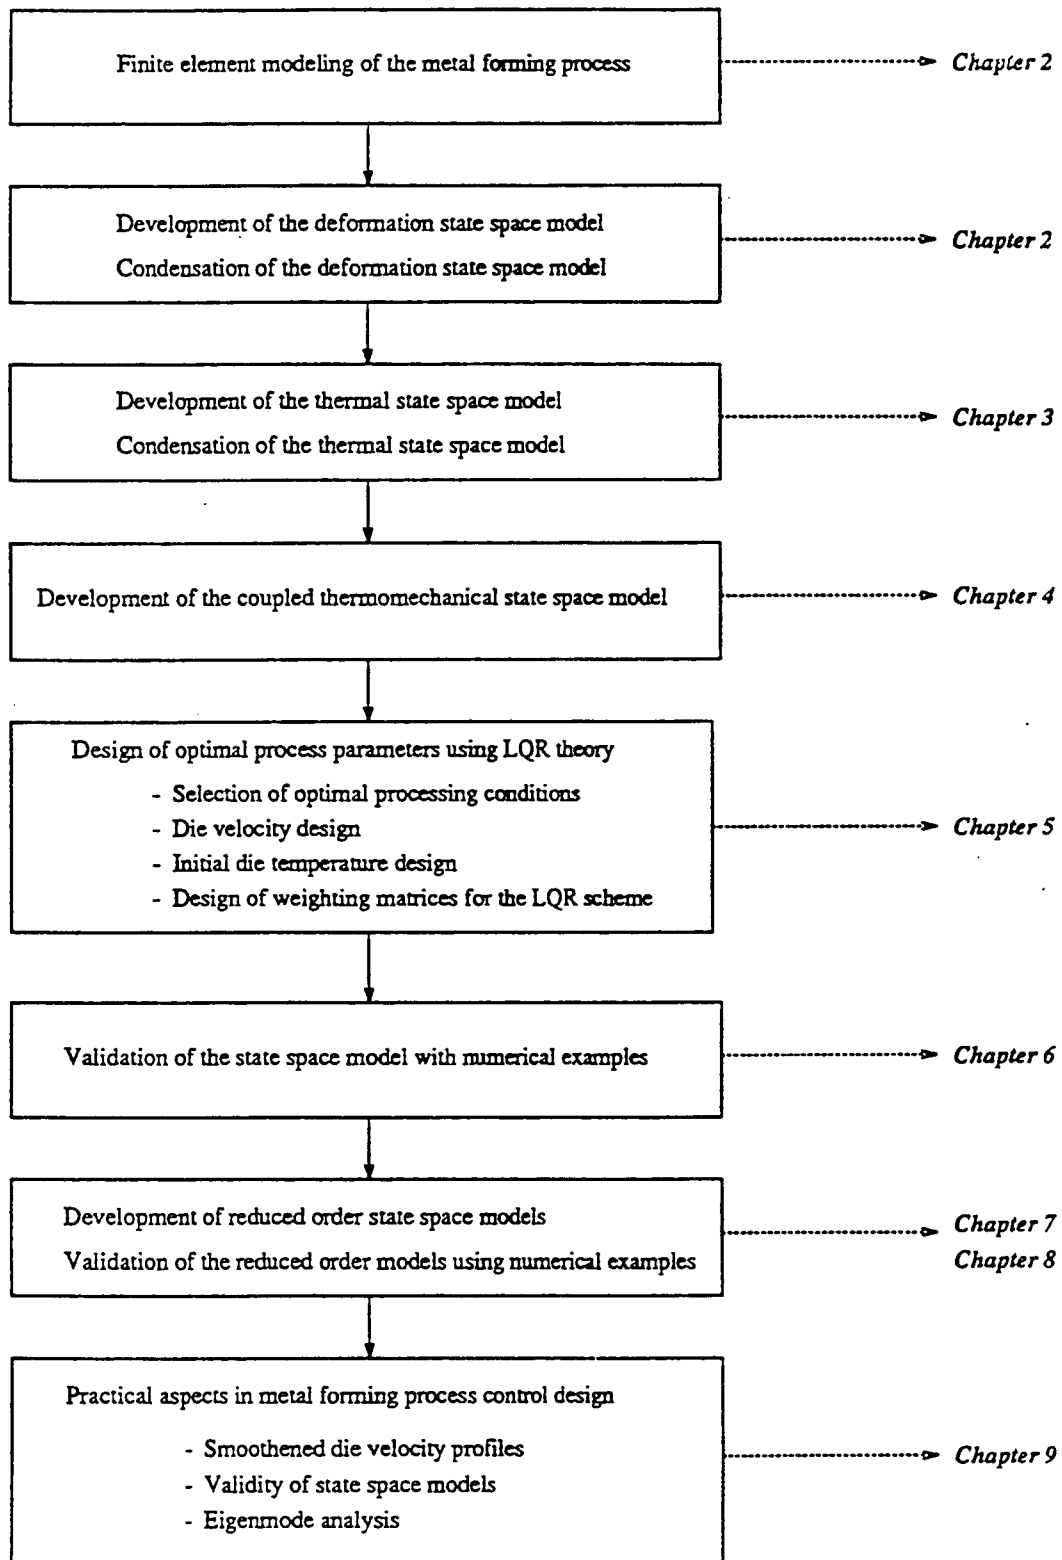 Finite element modeling of the metal forming process
Chapter 2
Development of the deformation state space model
Condensation of the deformation state space model
Chapter 2
Development of the thermal state space model
Condensation of the thermal state space model
Chapter 3
Development of the coupled thermomechanical state space model
Chapter 4
Design of optimal process parameters using LQR theory
- Selection of optimal processing conditions
- Die velocity design
- Initial die temperature design
- Design of weighting matrices for the LQR scheme
Chapter 5
Validation of the state space model with numerical examples
Chapter 6
Development of reduced order state space models
Validation of the reduced order models using numerical examples
Chapter 7
Chapter 8
Practical aspects in metal forming process control design
- Smoothened die velocity profiles
- Validity of state space models
- Eigenmode analysis
Chapter 9